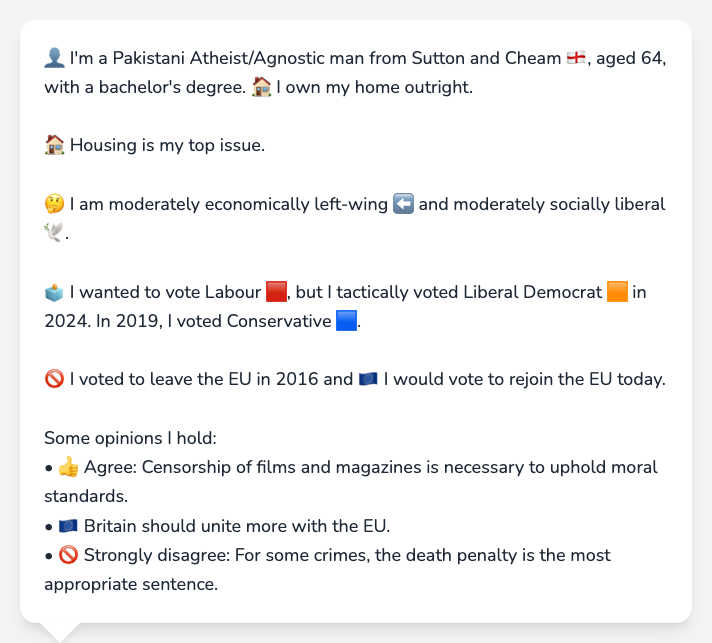 👤 I'm a Pakistani Atheist/Agnostic man from Sutton and Cheam 🏴󠁧󠁢󠁥󠁮󠁧󠁿, aged 64,
with a bachelor's degree. 🏠 I own my home outright.
🏠 Housing is my top issue.
🤔 I am moderately economically left-wing ⬅️ and moderately socially liberal
🕊️.
🗳️ I wanted to vote Labour 🟥, but I tactically voted Liberal Democrat 🟧 in
2024. In 2019, I voted Conservative 🟦.
🚫 I voted to leave the EU in 2016 and 🇪🇺 I would vote to rejoin the EU today.
Some opinions I hold:
• 👍 Agree: Censorship of films and magazines is necessary to uphold moral
standards.
• 🇪🇺 Britain should unite more with the EU.
• 🚫 Strongly disagree: For some crimes, the death penalty is the most
appropriate sentence.